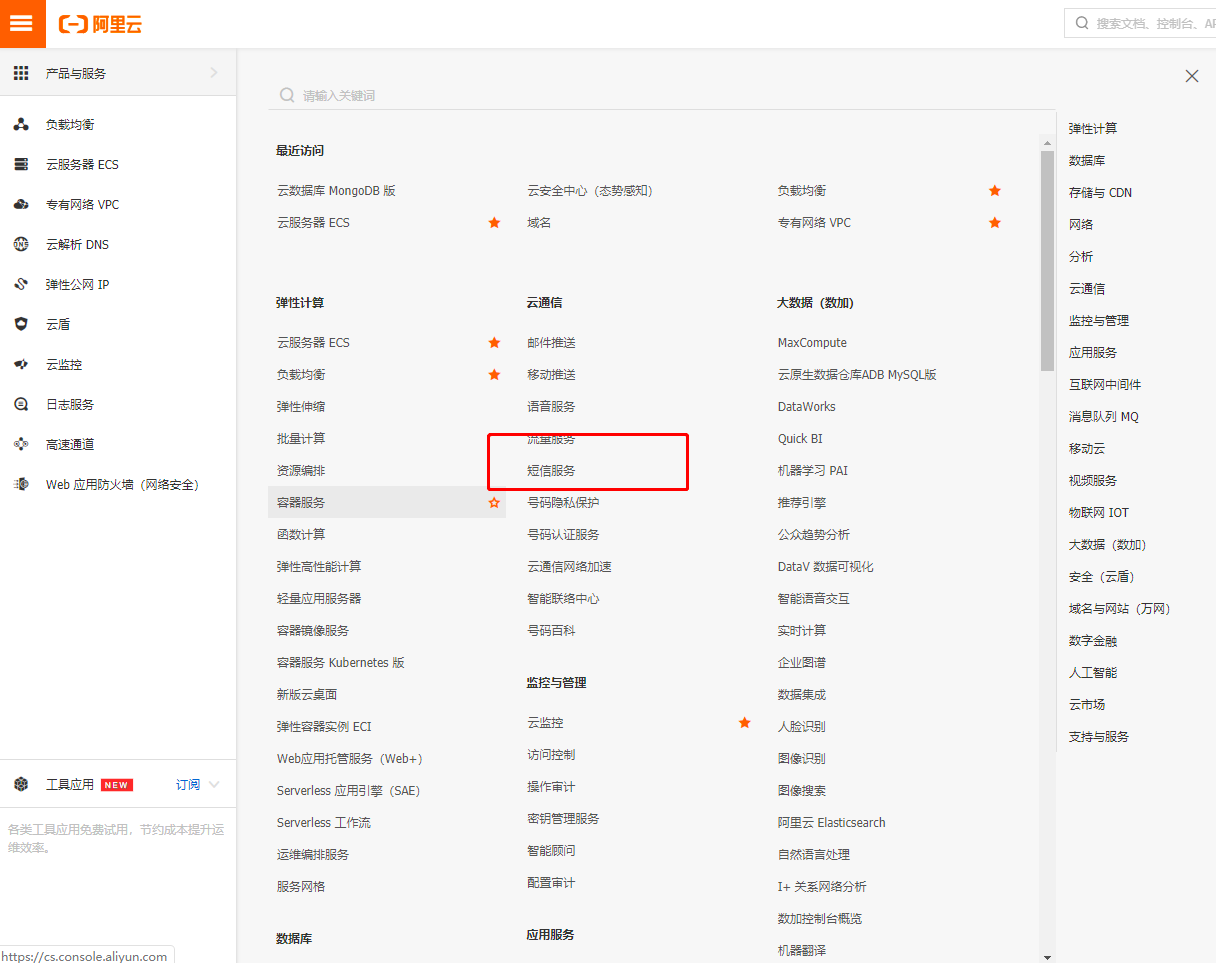 阿里云
搜索文档、控制台、AP
产品与服务
负载均衡
云服务器 ECS
专有网络 VPC
云解析 DNS
弹性公网 IP
云盾
云监控
日志服务
高速通道
Web 应用防火墙（网络安全）
工具应用 NEW 订阅
各类工具应用免费试用，节约成本提升运
维效率。
https://cs.console.aliyun.com
请输入关键词
最近访问
云数据库 MongoDB 版
云安全中心（态势感知）
负载均衡
云服务器 ECS
域名
专有网络 VPC
弹性计算
云服务器 ECS
负载均衡
弹性伸缩
批量计算
资源编排
容器服务
函数计算
弹性高性能计算
轻量应用服务器
容器镜像服务
容器服务 Kubernetes 版
新版云桌面
弹性容器实例 ECI
Web应用托管服务（Web+）
Serverless 应用引擎（SAE）
Serverless 工作流
运维编排服务
服务网格
数据库
云通信
邮件推送
移动推送
语音服务
流量服务
短信服务
号码隐私保护
号码认证服务
云通信网络加速
智能联络中心
号码百科
监控与管理
云监控
访问控制
操作审计
密钥管理服务
智能顾问
配置审计
应用服务
大数据（数加）
MaxCompute
云原生数据仓库ADB MySQL版
DataWorks
Quick BI
机器学习 PAI
推荐引擎
公众趋势分析
DataV 数据可视化
智能语音交互
实时计算
企业图谱
数据集成
人脸识别
图像识别
图像搜索
阿里云 Elasticsearch
自然语言处理
I+ 关系网络分析
数加控制台概览
机器翻译
弹性计算
数据库
存储与 CDN
网络
分析
云通信
监控与管理
应用服务
互联网中间件
消息队列 MQ
移动云
视频服务
物联网 IOT
大数据（数加）
安全（云盾）
域名与网站（万网）
数字金融
人工智能
云市场
支持与服务